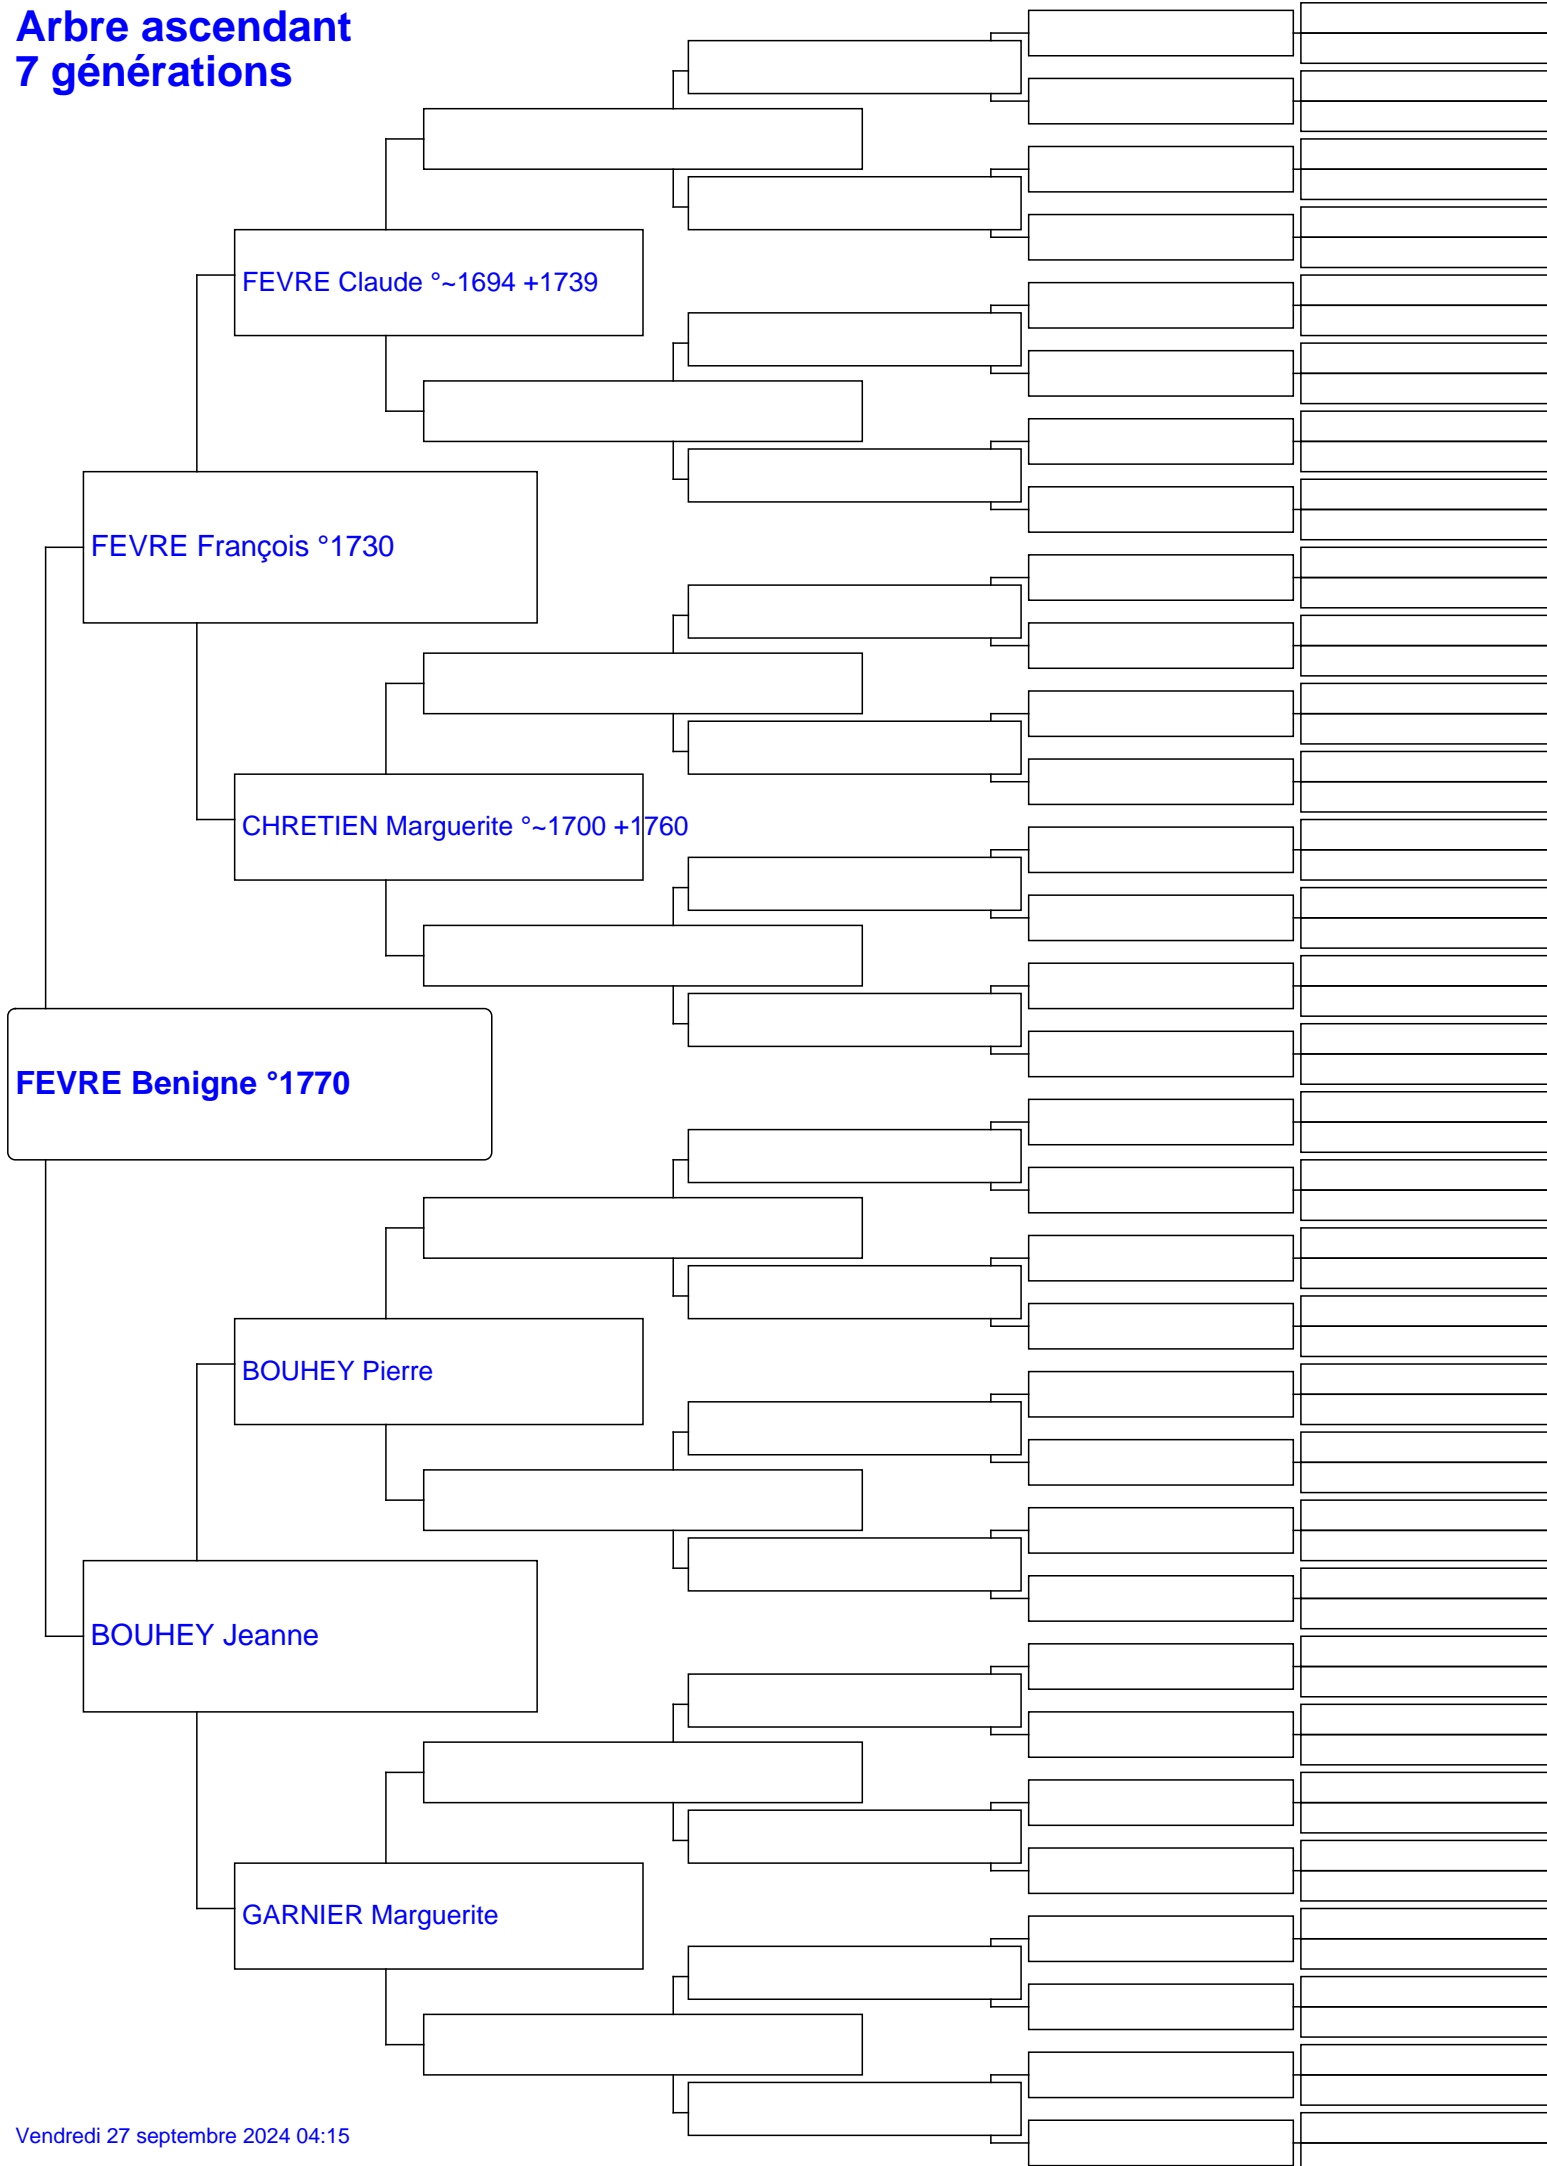 Arbre ascendant
7 générations
FEVRE Claude °~1694 +1739
FEVRE François °1730
CHRETIEN Marguerite °~1700 +1760
FEVRE Benigne °1770
BOUHEY Pierre
BOUHEY Jeanne
GARNIER Marguerite
Vendredi 27 septembre 2024 04:15